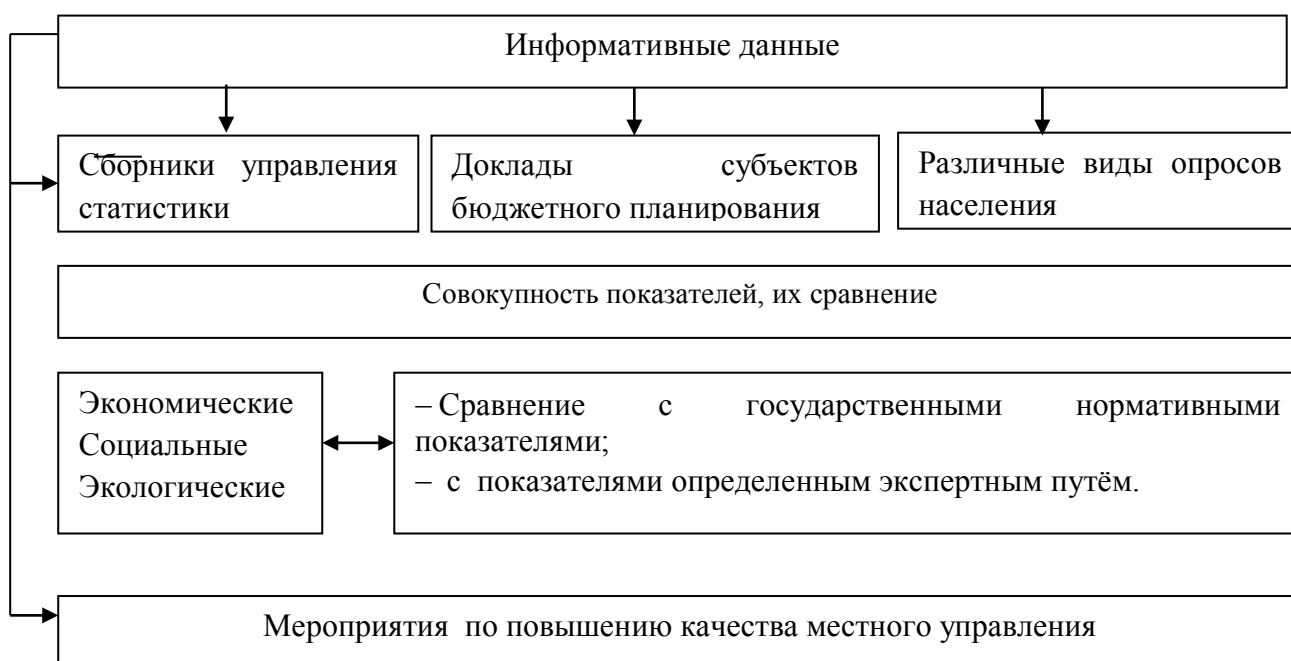 Информативные данные
Сборники управления
статистики
Доклады субъектов
бюджетного планирования
Различные виды опросов
населения
Совокупность показателей, их сравнение
Экономические
Социальные
Экологические
– Сравнение с государственными нормативными
показателями;
– с показателями определенным экспертным путём.
Мероприятия по повышению качества местного управления